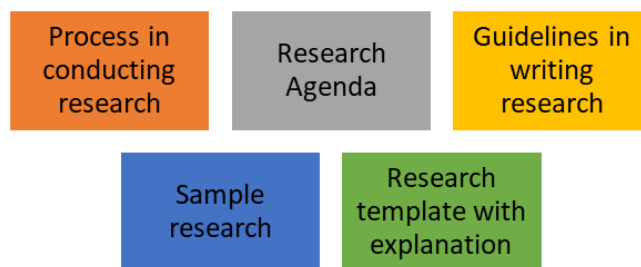 Process in
conducting
research
Research
Agenda
Guidelines in
writing
research
Sample
research
Research
template with
explanation